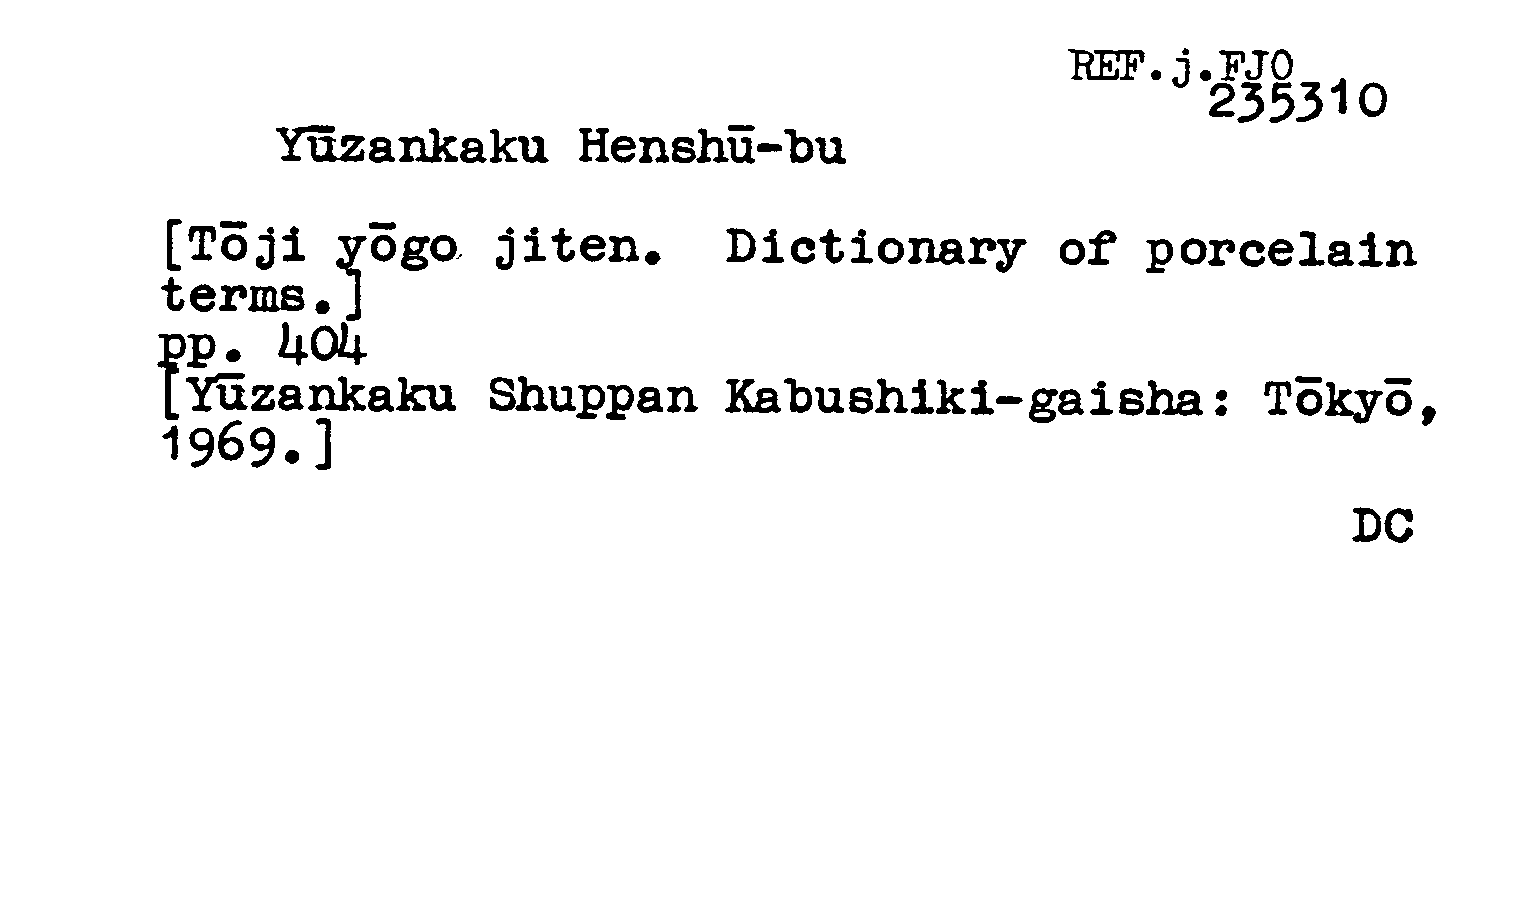 REF.j.FJO
235310
Yūzankaku Henshū-bu
[Tōji yōgo jiten. Dictionary of porcelain
terms.]
pp. 404
[Yūzankaku Shuppan Kabushiki-gaisha: Tōkyō,
1969.]
DC